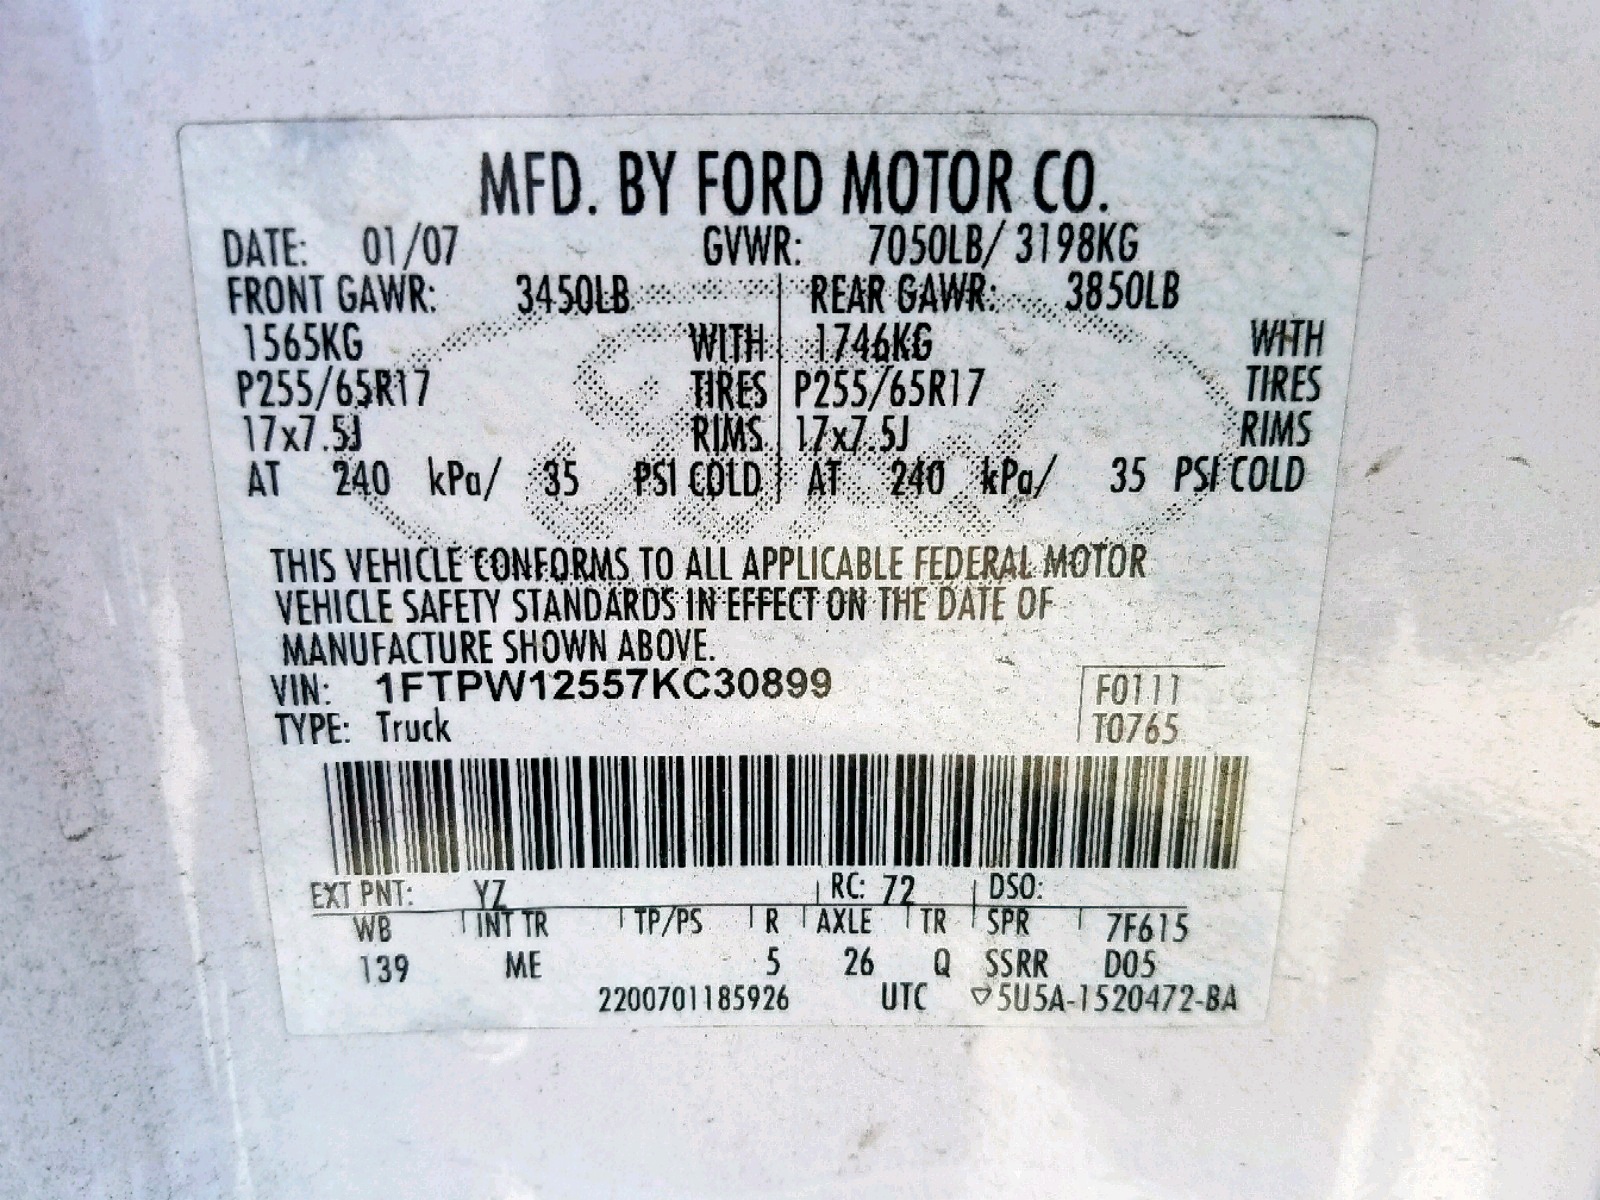 MFD. BY FORD MOTOR CO.
DATE: 01/07 GVWR: 7050LB/ 3198KG
FRONT GAWR: 3450LB REAR GAWR: 3850LB
1565KG WITH 1746KG WITH
P255/65R17 TIRES P255/65R17 TIRES
17x7.5J RIMS 17x7.5J RIMS
AT 240 kPa/ 35 PSI COLD AT 240 kPa/ 35 PSI COLD
THIS VEHICLE CONFORMS TO ALL APPLICABLE FEDERAL MOTOR
VEHICLE SAFETY STANDARDS IN EFFECT ON THE DATE OF
MANUFACTURE SHOWN ABOVE.
VIN: 1FTPW12557KC30899 F0111
TYPE: Truck T0765
EXT PNT: YZ RC: 72 DSO:
WB INT TR TP/PS R AXLE TR SPR 7F615
139 ME 5 26 Q SSRR D05
2200701185926 UTC ▽5U5A-1520472-BA